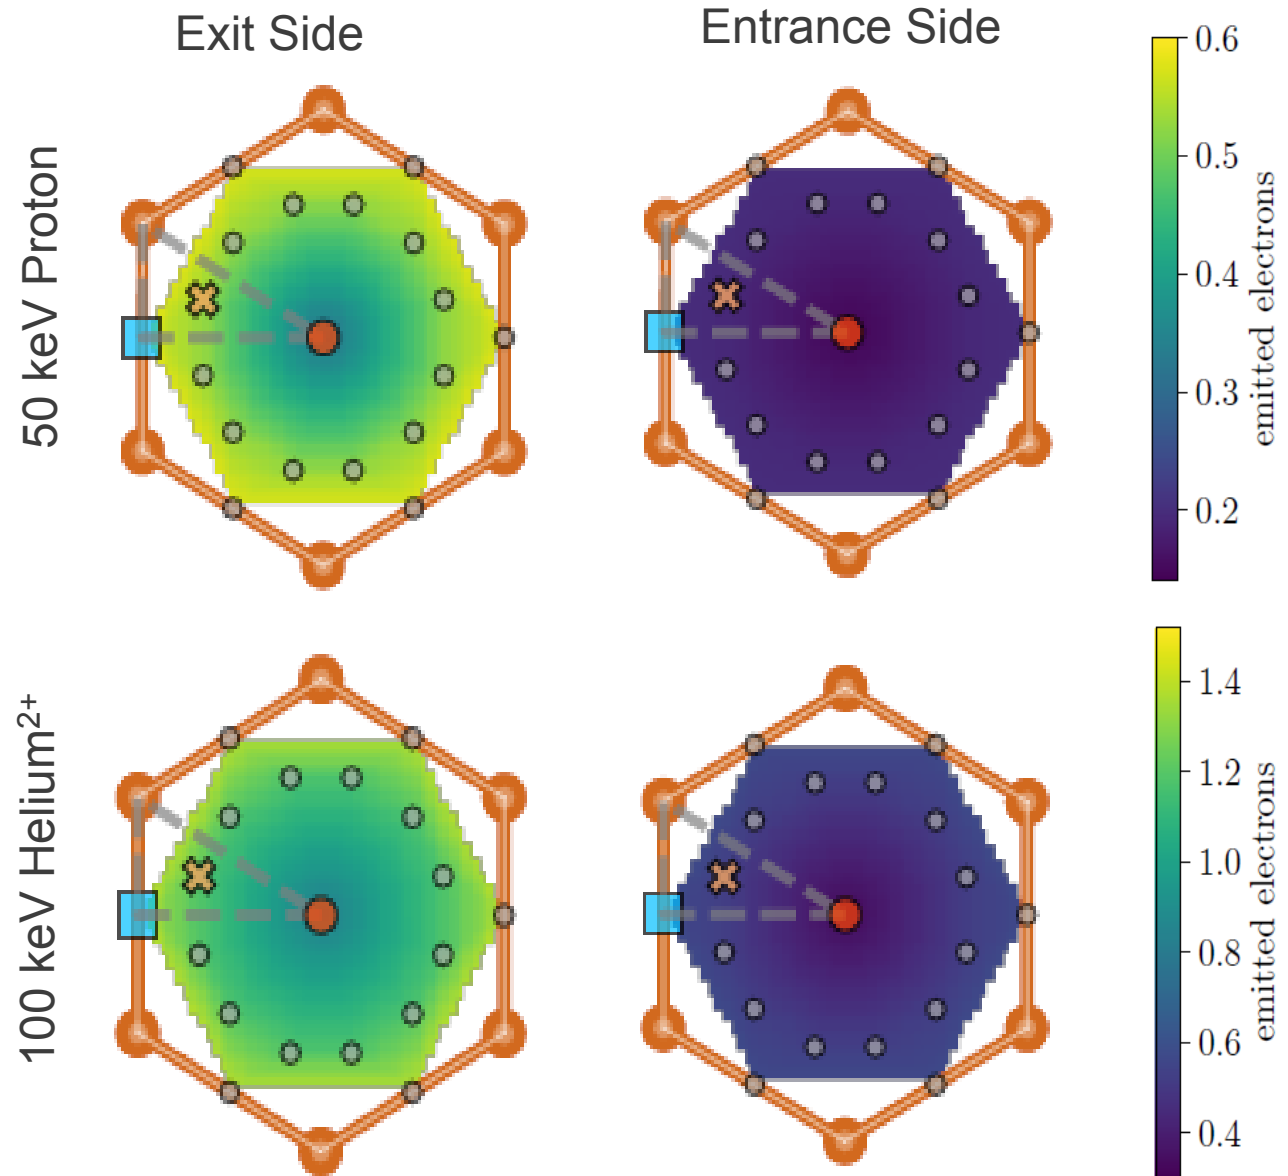 Exit Side
Entrance Side
50 keV Proton
0.6
0.5
0.4
0.3
0.2
emitted electrons
100 keV Helium²⁺
1.4
1.2
1.0
0.8
0.6
0.4
emitted electrons